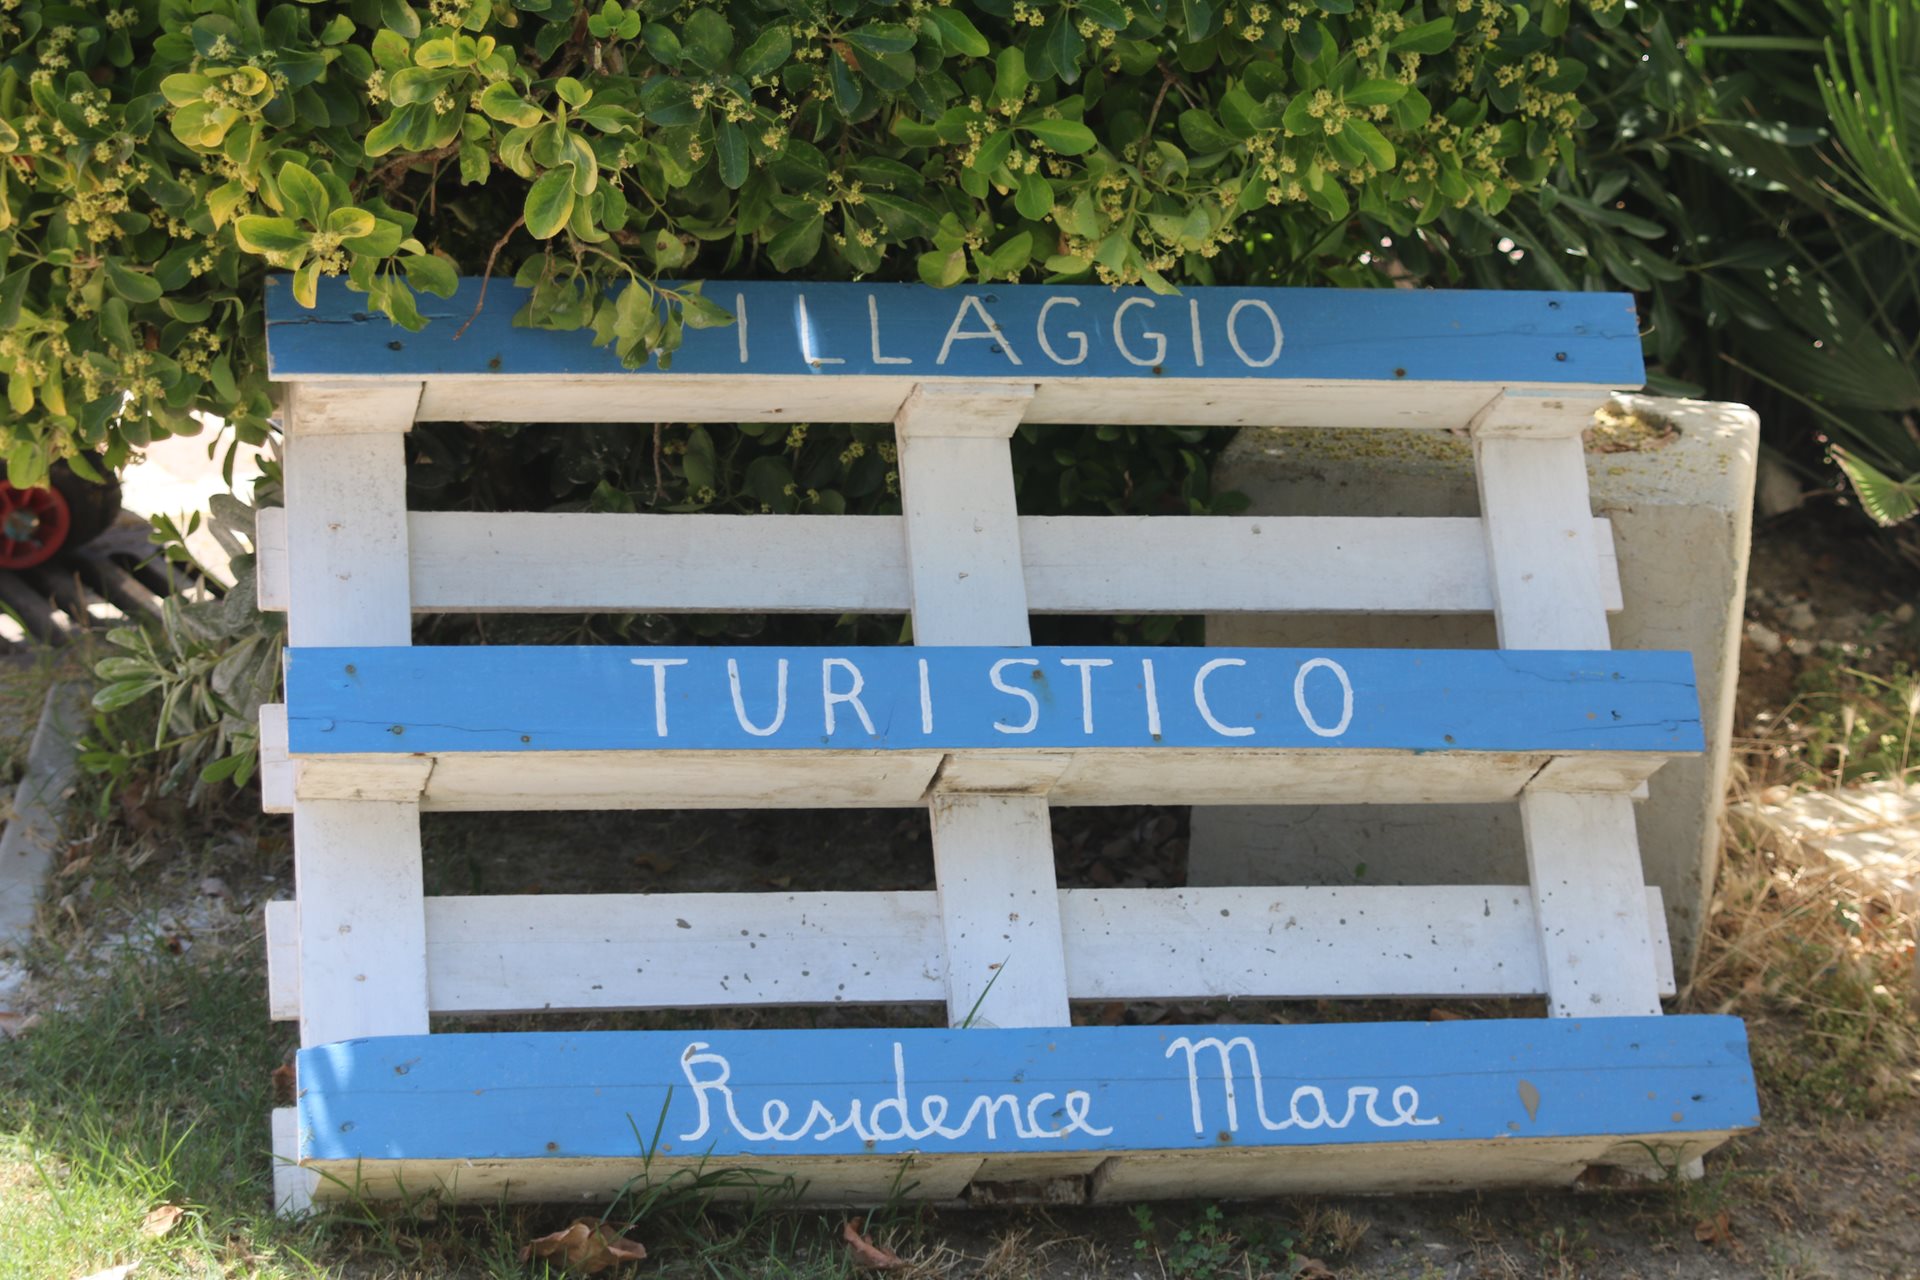 ILLAGGIO
TURISTICO
Residence Mare